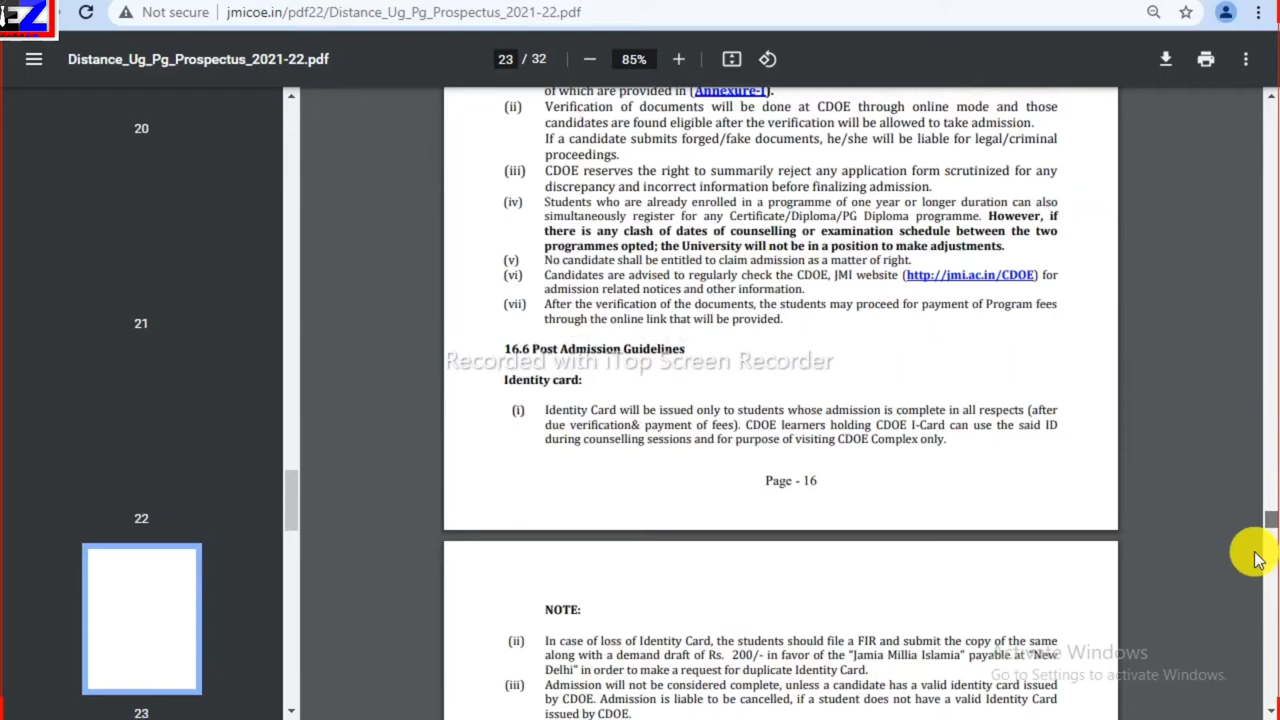 EZ
Not secure
jmicoe.in/pdf22/Distance_Ug_Pg_Prospectus_2021-22.pdf
Distance_Ug_Pg_Prospectus_2021-22.pdf
23 / 32
85%
20
21
22
23
of which are provided in (Annexure-I).
(ii) Verification of documents will be done at CDOE through online mode and those
candidates are found eligible after the verification will be allowed to take admission.
If a candidate submits forged/fake documents, he/she will be liable for legal/criminal
proceedings.
(iii) CDOE reserves the right to summarily reject any application form scrutinized for any
discrepancy and incorrect information before finalizing admission.
(iv) Students who are already enrolled in a programme of one year or longer duration can also
simultaneously register for any Certificate/Diploma/PG Diploma programme. However, if
there is any clash of dates of counselling or examination schedule between the two
programmes opted; the University will not be in a position to make adjustments.
(v) No candidate shall be entitled to claim admission as a matter of right.
(vi) Candidates are advised to regularly check the CDOE, JMI website (http://jmi.ac.in/CDOE) for
admission related notices and other information.
(vii) After the verification of the documents, the students may proceed for payment of Program fees
through the online link that will be provided.
16.6 Post Admission Guidelines
Recorded with iTop Screen Recorder
Identity card:
(i) Identity Card will be issued only to students whose admission is complete in all respects (after
due verification& payment of fees). CDOE learners holding CDOE I-Card can use the said ID
during counselling sessions and for purpose of visiting CDOE Complex only.
Page - 16
NOTE:
(ii) In case of loss of Identity Card, the students should file a FIR and submit the copy of the same
along with a demand draft of Rs. 200/- in favor of the “Jamia Millia Islamia” payable at “New
Delhi” in order to make a request for duplicate Identity Card.
(iii) Admission will not be considered complete, unless a candidate has a valid identity card issued
by CDOE. Admission is liable to be cancelled, if a student does not have a valid Identity Card
issued by CDOE.
Activate Windows
Go to Settings to activate Windows.